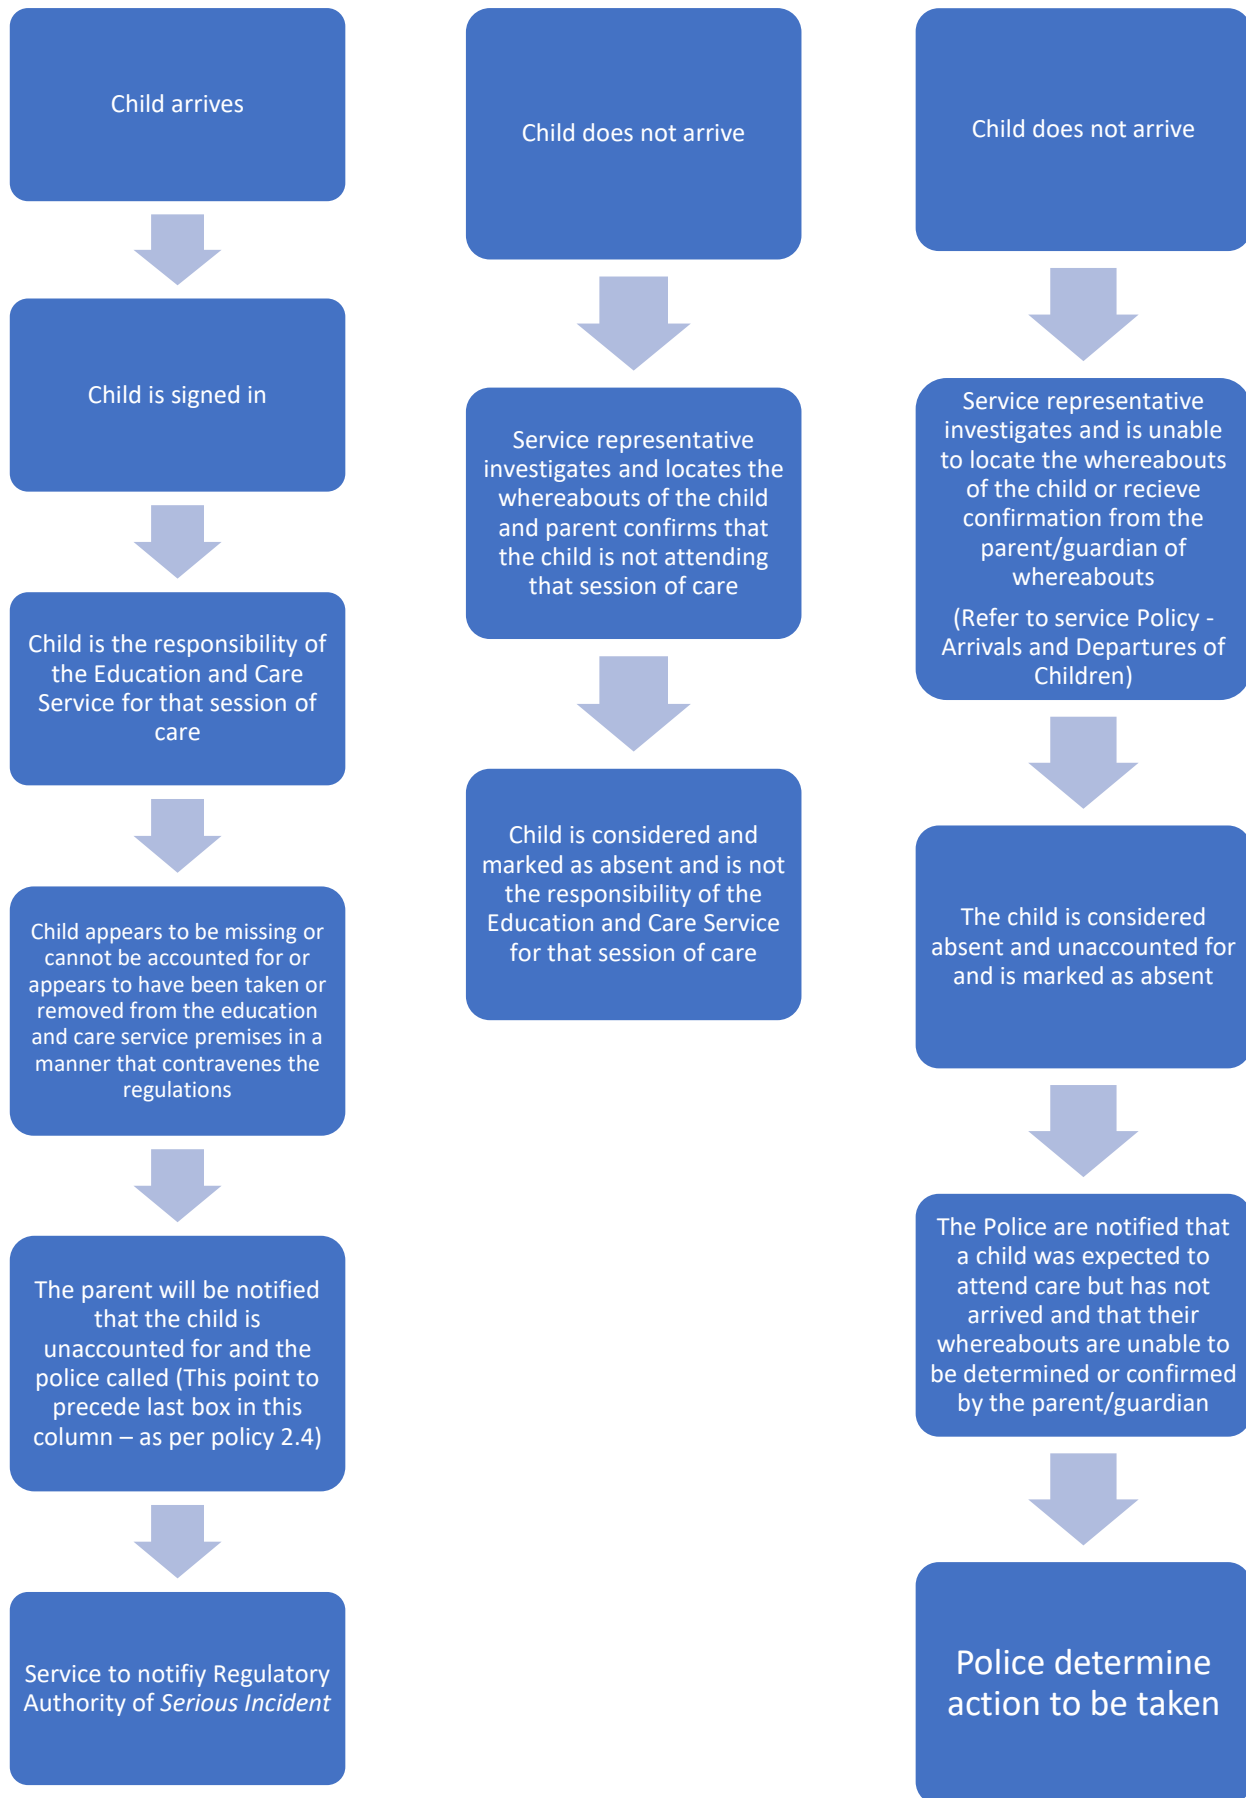 Child arrives
Child is signed in
Child is the responsibility of
the Education and Care
Service for that session of
care
Child appears to be missing or
cannot be accounted for or
appears to have been taken or
removed from the education
and care service premises in a
manner that contravenes the
regulations
The parent will be notified
that the child is
unaccounted for and the
police called (This point to
precede last box in this
column – as per policy 2.4)
Service to notifiy Regulatory
Authority of Serious Incident
Child does not arrive
Service representative
investigates and locates the
whereabouts of the child
and parent confirms that
the child is not attending
that session of care
Child is considered and
marked as absent and is not
the responsibility of the
Education and Care Service
for that session of care
Child does not arrive
Service representative
investigates and is unable
to locate the whereabouts
of the child or recieve
confirmation from the
parent/guardian of
whereabouts
(Refer to service Policy -
Arrivals and Departures of
Children)
The child is considered
absent and unaccounted for
and is marked as absent
The Police are notified that
a child was expected to
attend care but has not
arrived and that their
whereabouts are unable to
be determined or confirmed
by the parent/guardian
Police determine
action to be taken